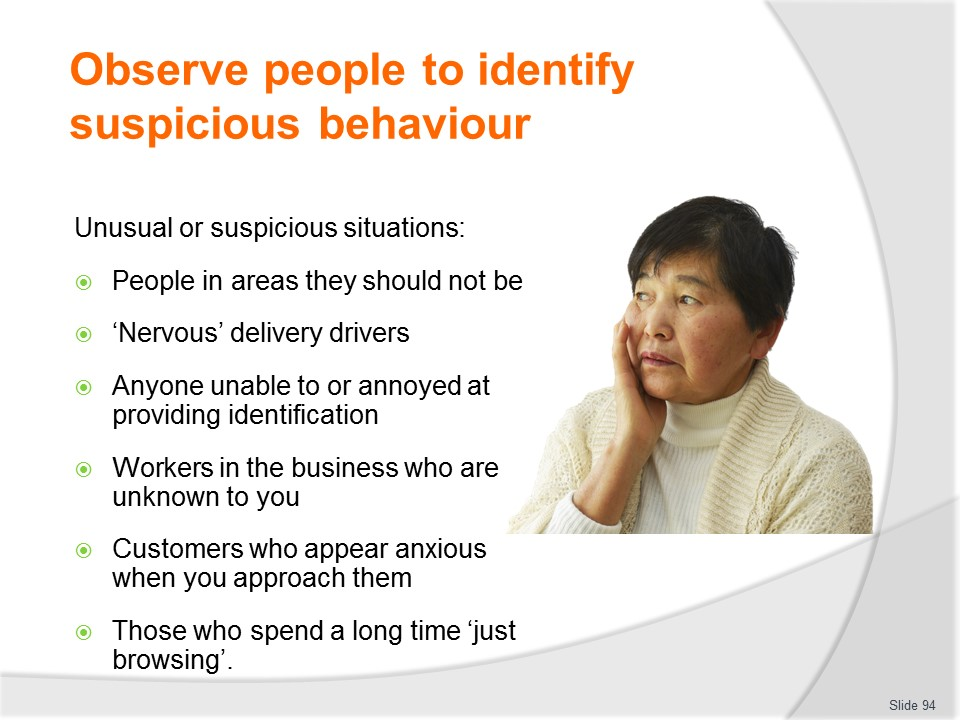 Observe people to identify
suspicious behaviour
Unusual or suspicious situations:
People in areas they should not be
‘Nervous’ delivery drivers
Anyone unable to or annoyed at
providing identification
Workers in the business who are
unknown to you
Customers who appear anxious
when you approach them
Those who spend a long time ‘just
browsing’.
Slide 94